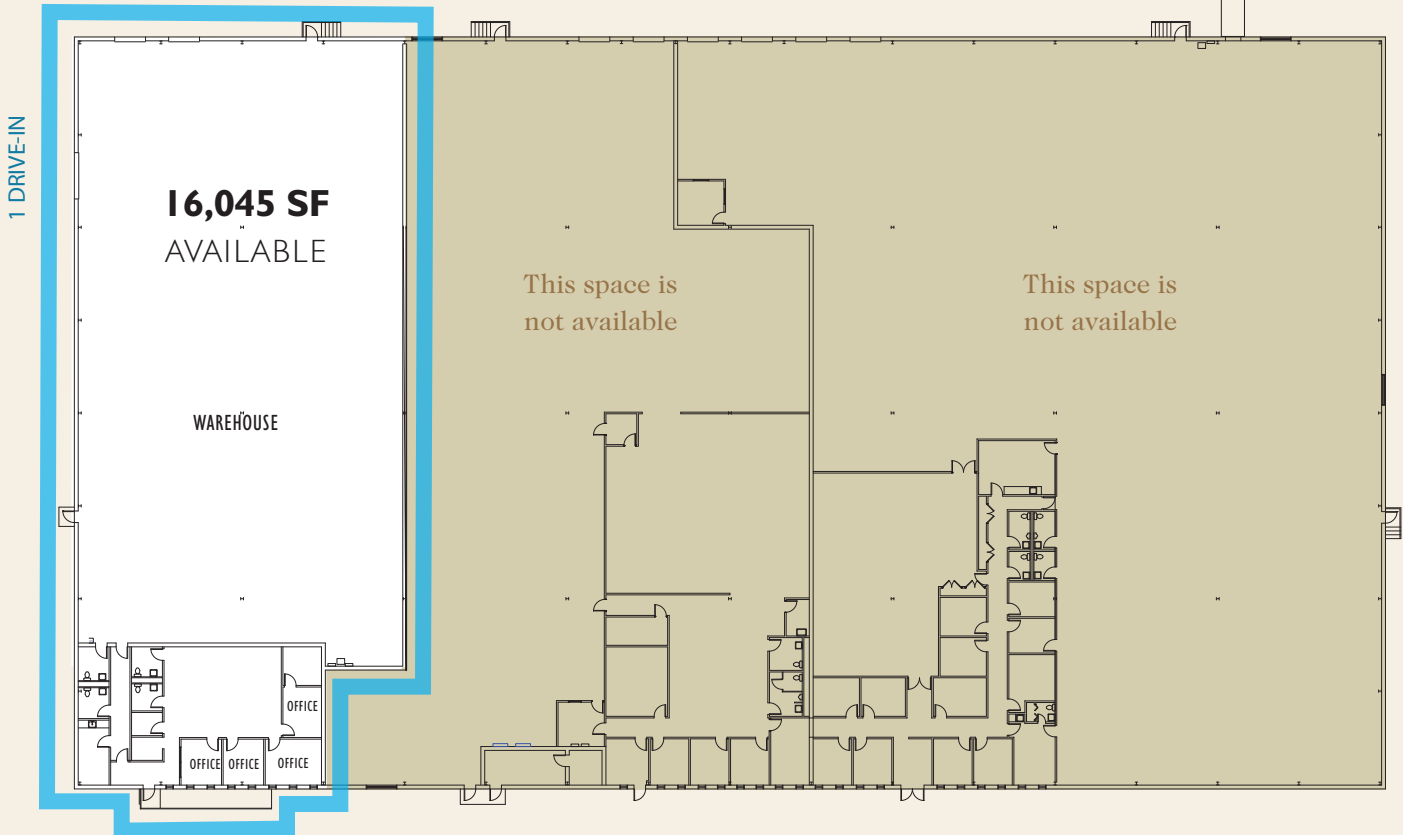 1 DRIVE-IN
16,045 SF
AVAILABLE
This space is
not available
This space is
not available
WAREHOUSE
OFFICE
OFFICE
OFFICE
OFFICE